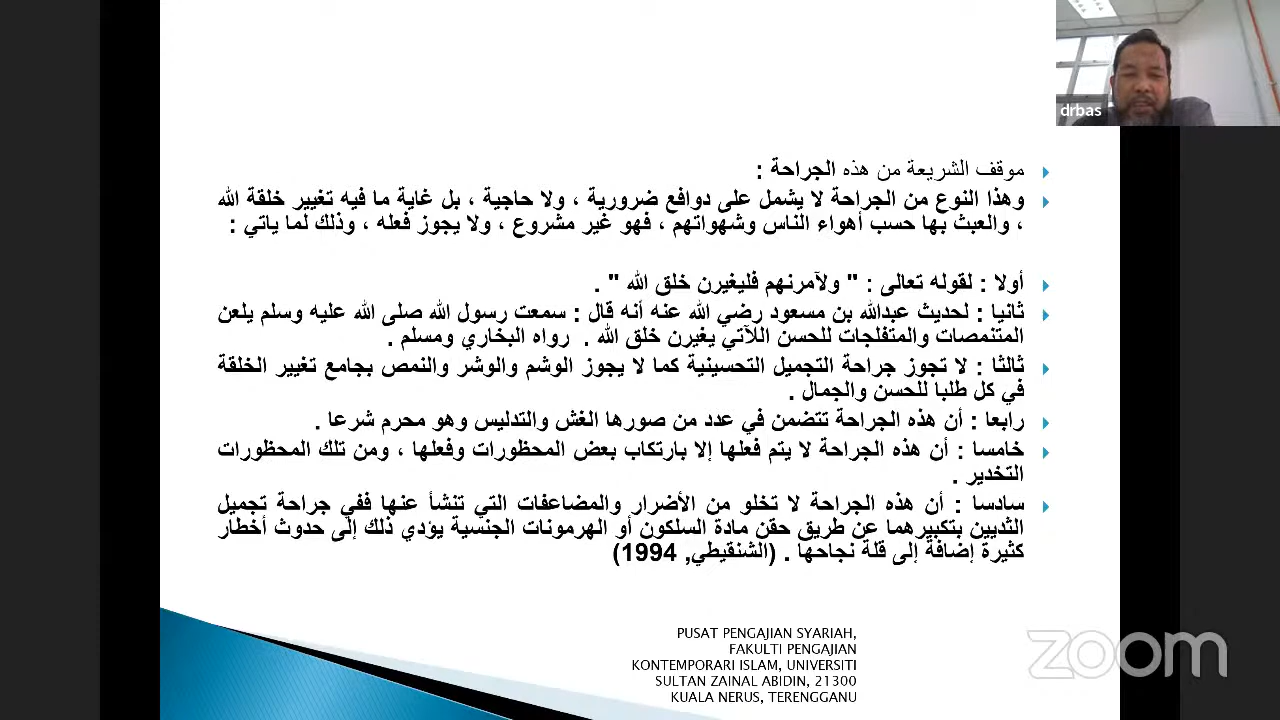 drbas
موقف الشريعة من هذه الجراحة :
وهذا النوع من الجراحة لا يشمل على دوافع ضرورية ، ولا حاجية ، بل غاية ما فيه تغيير خلقة الله
، والعبث بها حسب أهواء الناس وشهواتهم ، فهو غير مشروع ، ولا يجوز فعله ، وذلك لما ياتي :
أولا : لقوله تعالى : " ولآمرنهم فليغيرن خلق الله " .
ثانيا : لحديث عبدالله بن مسعود رضي الله عنه أنه قال : سمعت رسول الله صلى الله عليه وسلم يلعن
المتنمصات والمتفلجات للحسن اللآتي يغيرن خلق الله . رواه البخاري ومسلم .
ثالثا : لا تجوز جراحة التجميل التحسينية كما لا يجوز الوشم والوشر والنمص بجامع تغيير الخلقة
في كل طلبا للحسن والجمال .
رابعا : أن هذه الجراحة تتضمن في عدد من صورها الغش والتدليس وهو محرم شرعا .
خامسا : أن هذه الجراحة لا يتم فعلها إلا بارتكاب بعض المحظورات وفعلها ، ومن تلك المحظورات
التخدير .
سادسا : أن هذه الجراحة لا تخلو من الأضرار والمضاعفات التي تنشأ عنها ففي جراحة تجميل
الثديين بتكبيرهما عن طريق حقن مادة السلكون أو الهرمونات الجنسية يؤدي ذلك إلى حدوث أخطار
كثيرة إضافة إلى قلة نجاحها . (الشنقيطي, 1994)
PUSAT PENGAJIAN SYARIAH,
FAKULTI PENGAJIAN
KONTEMPORARI ISLAM, UNIVERSITI
SULTAN ZAINAL ABIDIN, 21300
KUALA NERUS, TERENGGANU
zoom